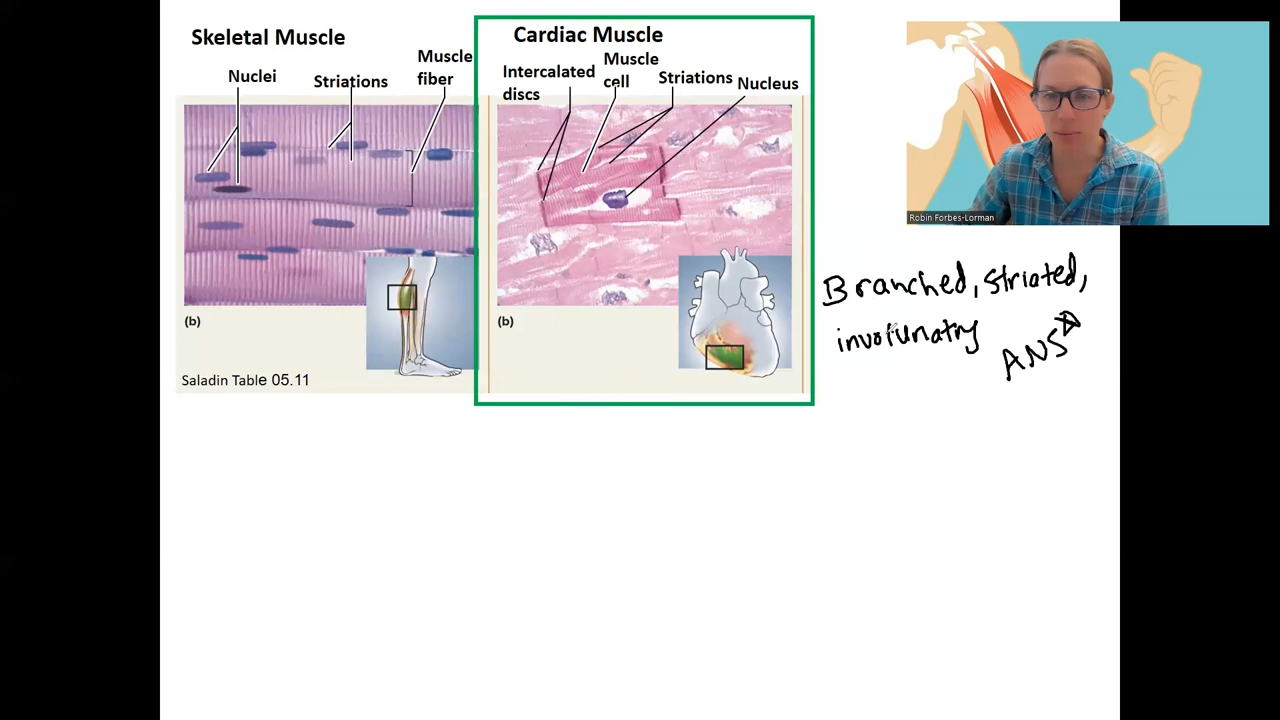 Skeletal Muscle
Nuclei
Striations
Muscle
fiber
(b)
Saladin Table 05.11
Cardiac Muscle
Intercalated
discs
Muscle
cell
Striations
Nucleus
(b)
Robin Forbes-Lorman
Branched, striated,
involunatry
ANS